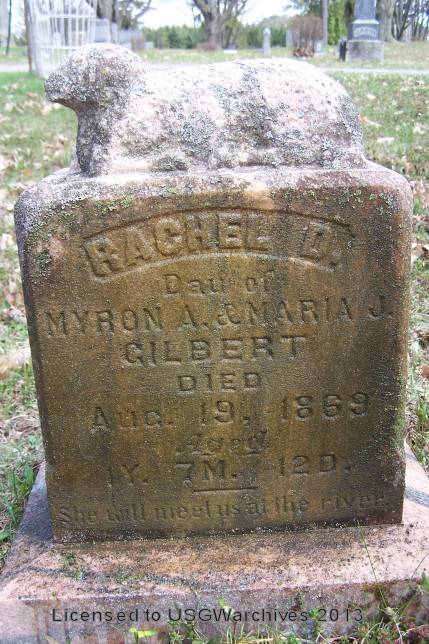 RACHEL L.
Dau of
MYRON A. & MARIA J.
GILBERT
DIED
Aug. 19. 1869
Aged
1Y. 7M. 12D.
She will meet us at the river.
Licensed to USGWarchives 2013